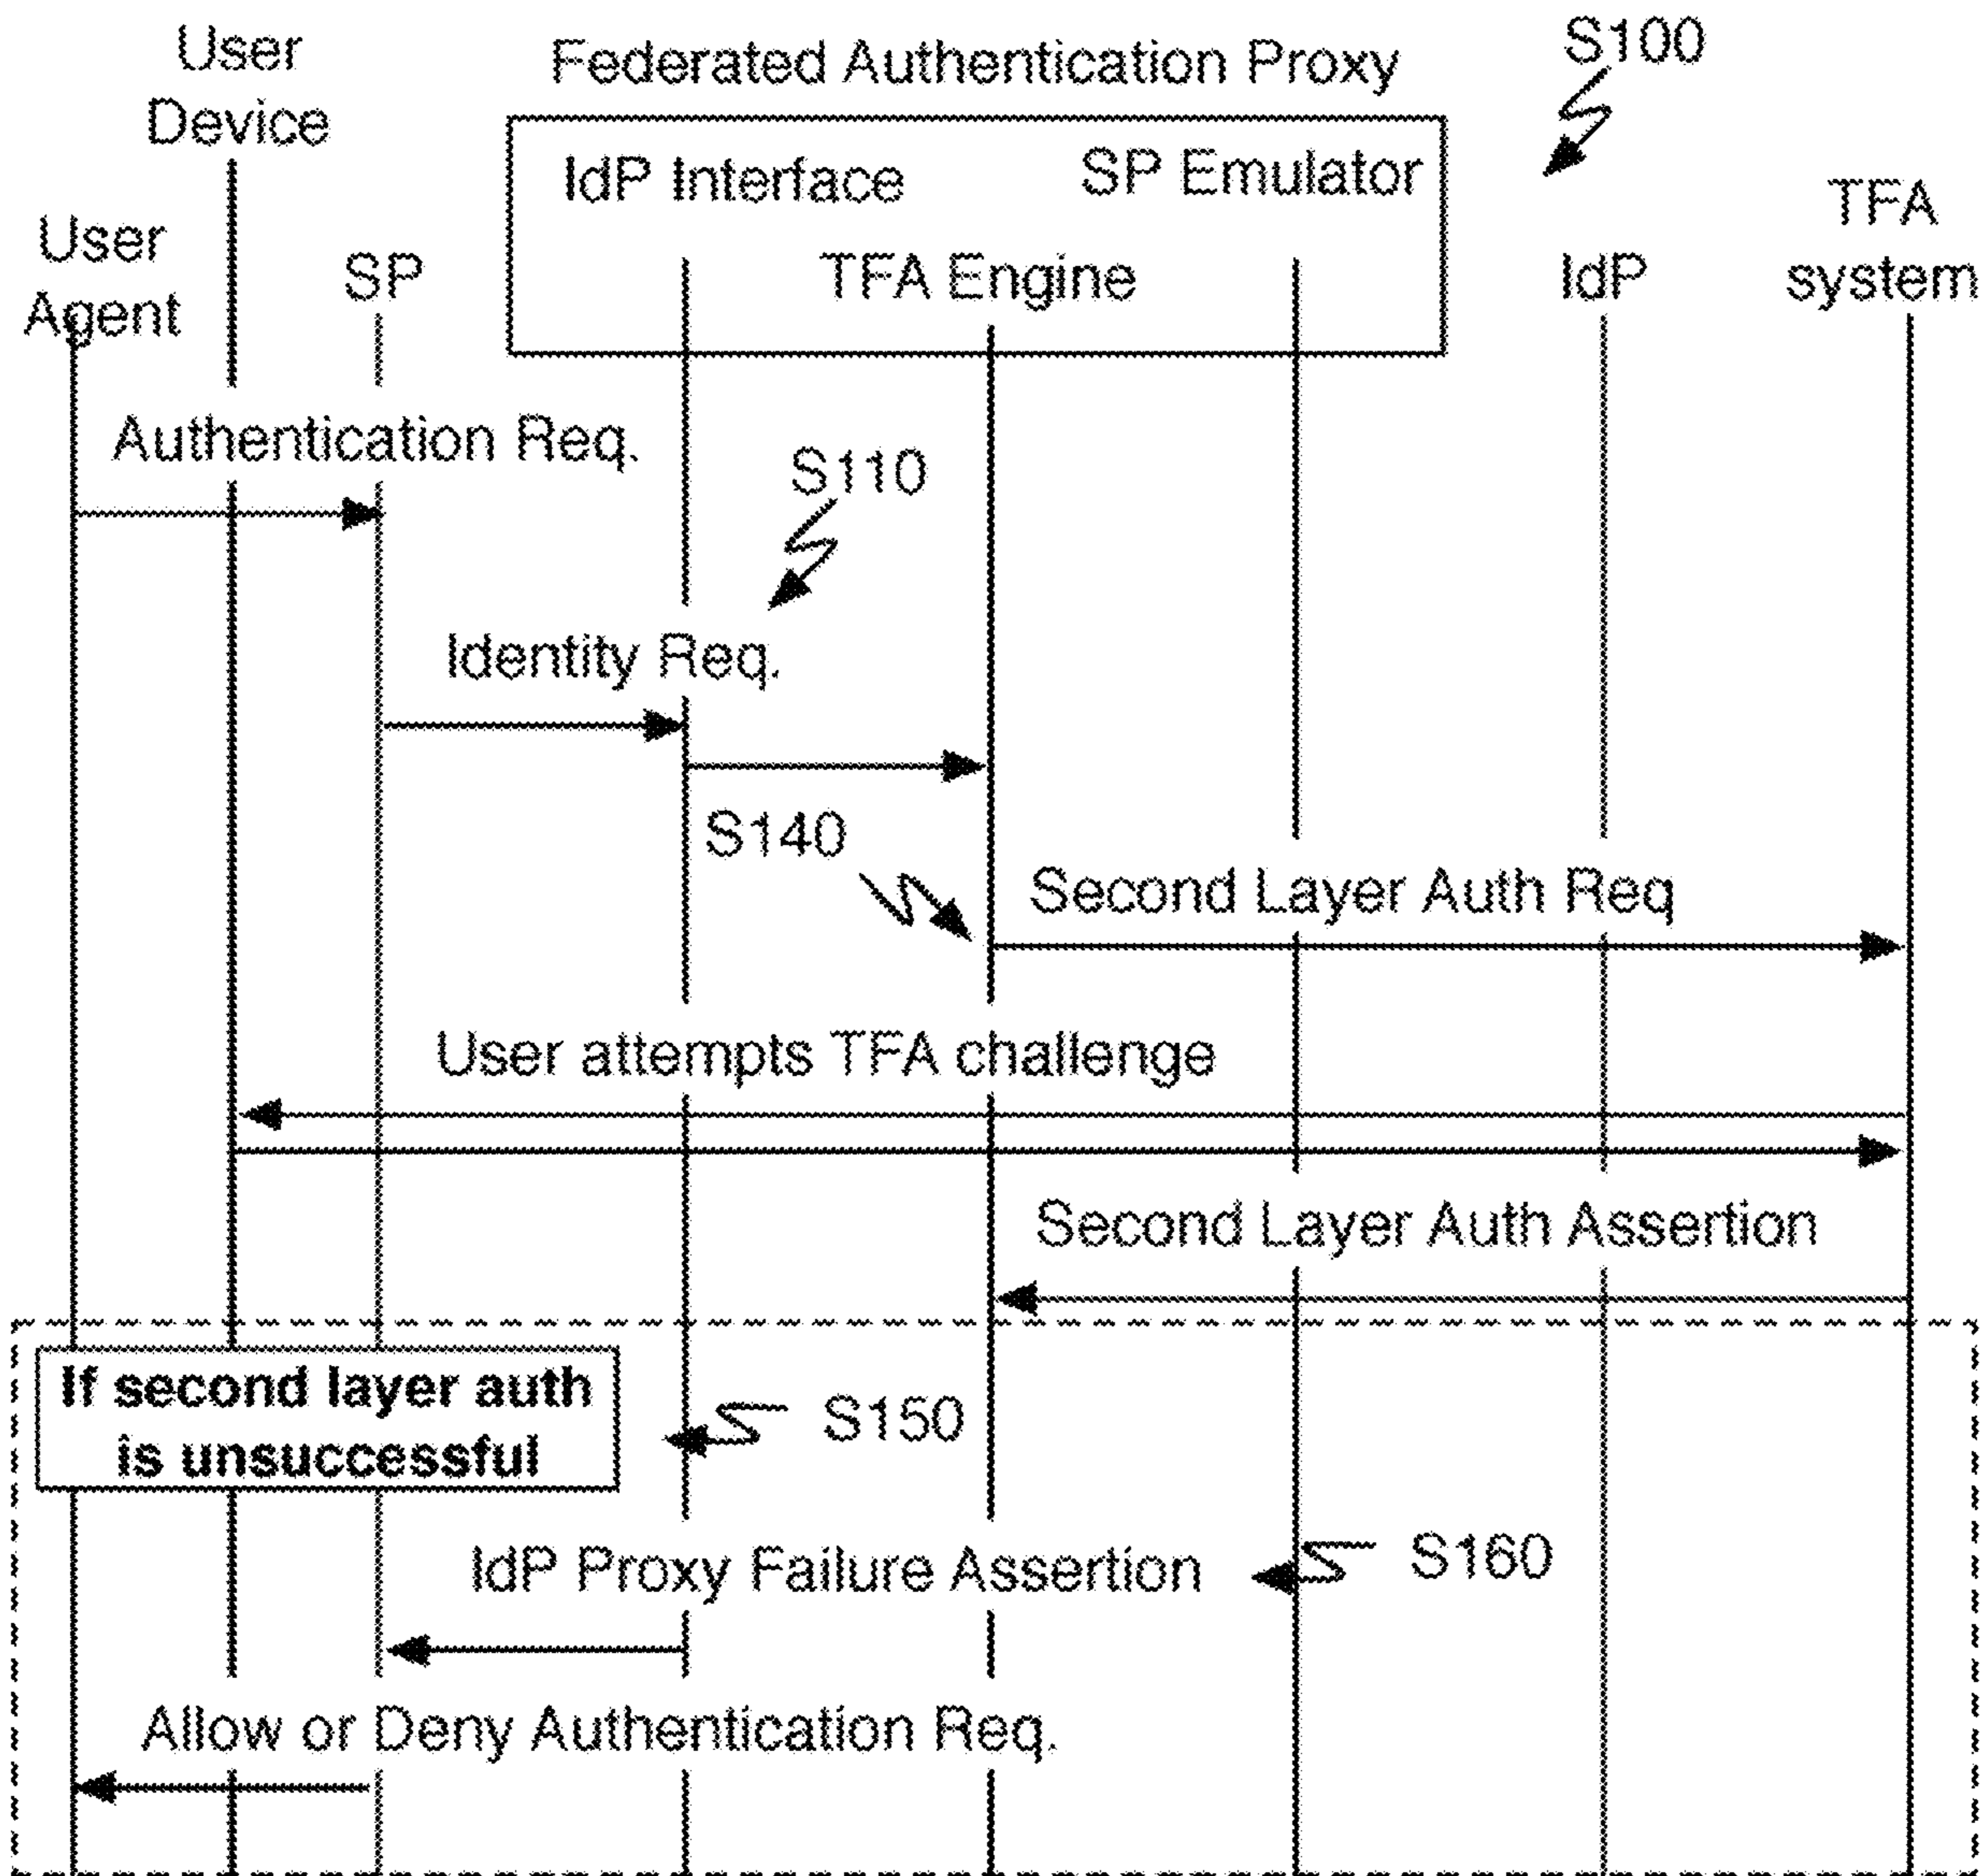 User
Device
Federated Authentication Proxy
S100
IdP Interface
SP Emulator
User
Agent
SP
TFA Engine
IdP
TFA
system
Authentication Req.
S110
Identity Req.
S140
Second Layer Auth Req
User attempts TFA challenge
Second Layer Auth Assertion
If second layer auth
is unsuccessful
S150
IdP Proxy Failure Assertion
S160
Allow or Deny Authentication Req.